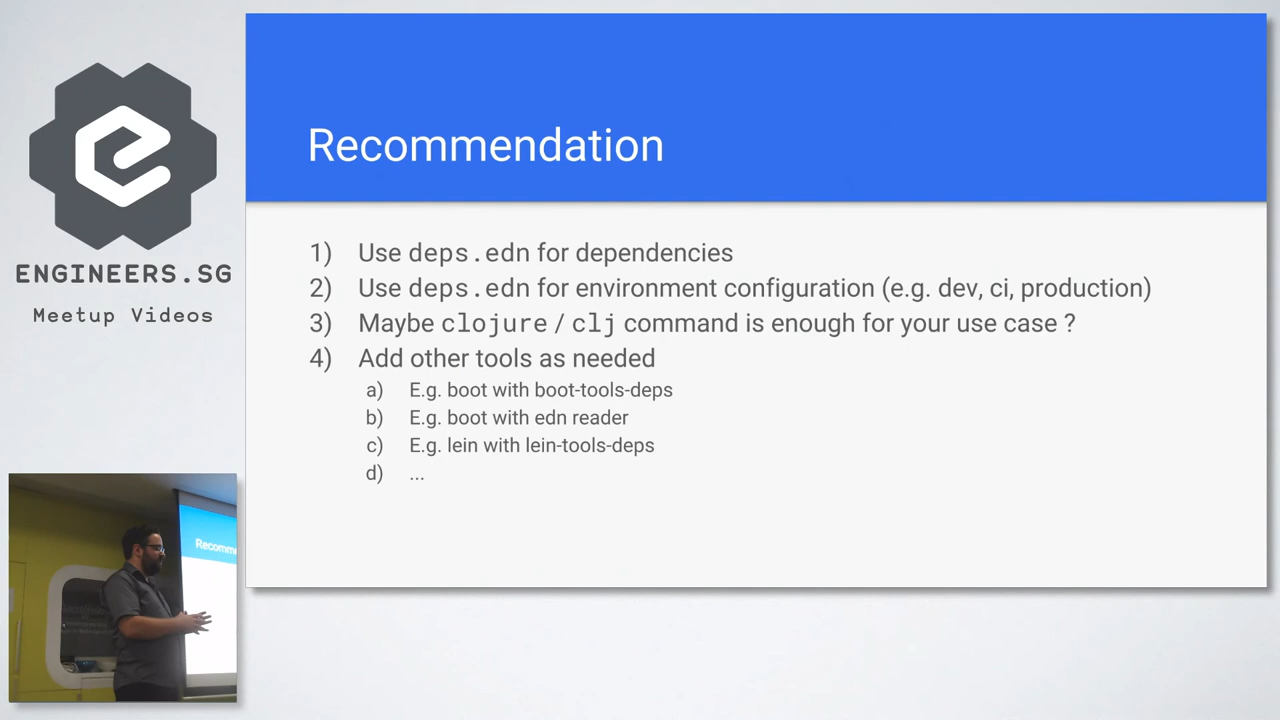 ENGINEERS.SG
Meetup Videos
Recommendation
1) Use deps.edn for dependencies
2) Use deps.edn for environment configuration (e.g. dev, ci, production)
3) Maybe clojure / clj command is enough for your use case ?
4) Add other tools as needed
a) E.g. boot with boot-tools-deps
b) E.g. boot with edn reader
c) E.g. lein with lein-tools-deps
d) ...
Recomme